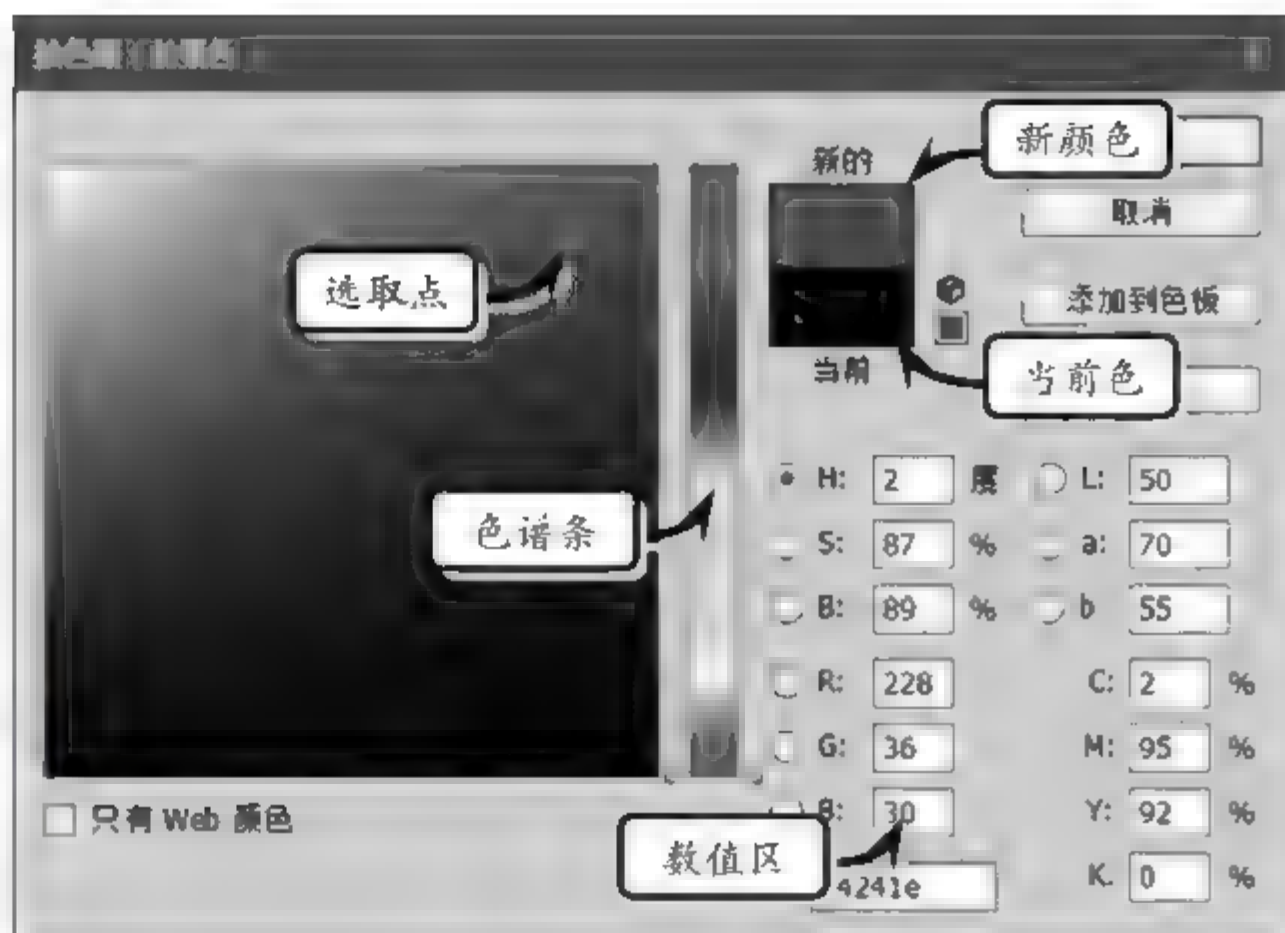 新颜色
新的
取消
选取点
添加到色板
当前
当前色
H: 2 度
L: 50
色谱条
S: 87 %
a: 70
B: 89 %
b 55
R: 228
C: 2 %
G: 36
M: 95 %
只有 Web 颜色
B: 30
Y: 92 %
数值区
4241e
K. 0 %